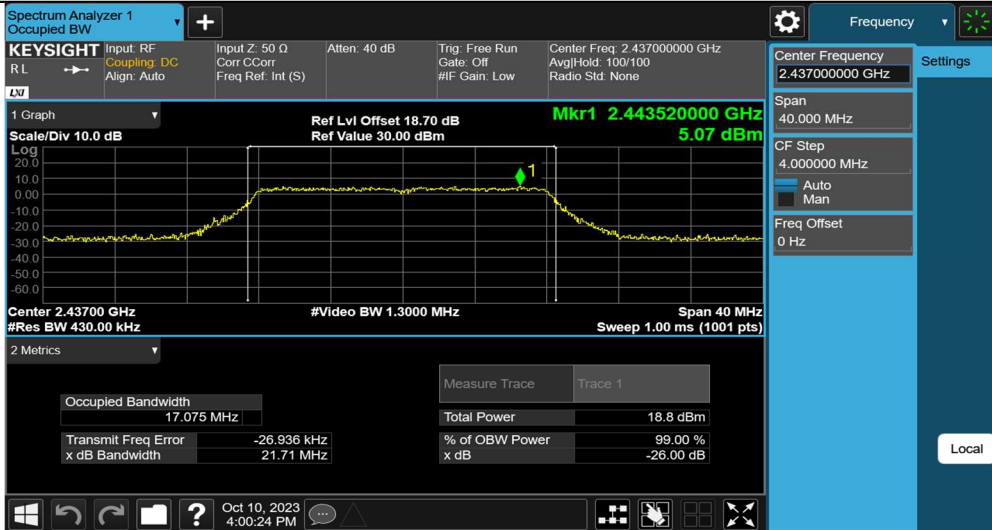 Spectrum Analyzer 1
Occupied BW
▼
+
Frequency ▼
KEYSIGHT
R L
LXI
Input: RF
Coupling: DC
Align: Auto
Input Z: 50 Ω
Corr CCorr
Freq Ref: Int (S)
Atten: 40 dB
Trig: Free Run
Gate: Off
#IF Gain: Low
Center Freq: 2.437000000 GHz
Avg|Hold: 100/100
Radio Std: None
Center Frequency
2.437000000 GHz
Settings
Span
40.000 MHz
CF Step
4.000000 MHz
Auto
Man
Freq Offset
0 Hz
Local
1 Graph ▼
Scale/Div 10.0 dB
Ref Lvl Offset 18.70 dB
Ref Value 30.00 dBm
Mkr1 2.443520000 GHz
5.07 dBm
Log
20.0
10.0
0.00
-10.0
-20.0
-30.0
-40.0
-50.0
-60.0
1
Center 2.43700 GHz
#Video BW 1.3000 MHz
Span 40 MHz
#Res BW 430.00 kHz
Sweep 1.00 ms (1001 pts)
2 Metrics ▼
Measure Trace Trace 1
Occupied Bandwidth
17.075 MHz
Total Power 18.8 dBm
Transmit Freq Error -26.936 kHz
% of OBW Power 99.00 %
x dB Bandwidth 21.71 MHz
x dB -26.00 dB
?
Oct 10, 2023
4:00:24 PM